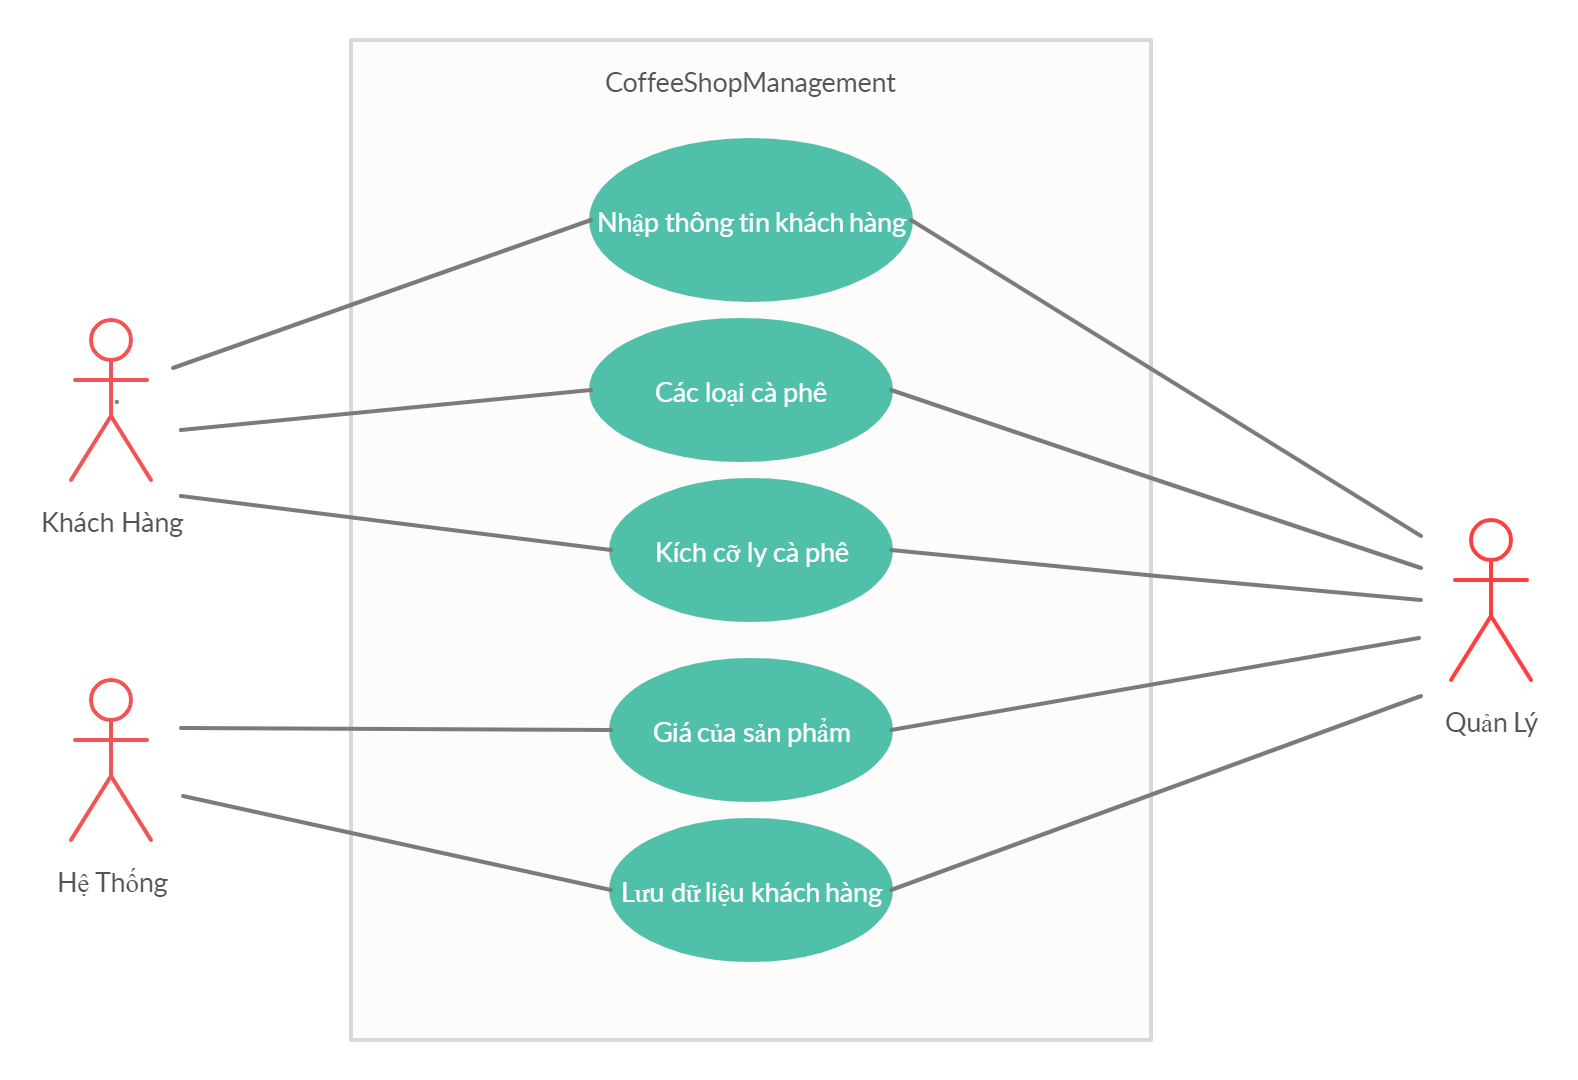 CoffeeShopManagement
Nhập thông tin khách hàng
Các loại cà phê
Khách Hàng
Kích cỡ ly cà phê
Giá của sản phẩm
Quản Lý
Hệ Thống
Lưu dữ liệu khách hàng